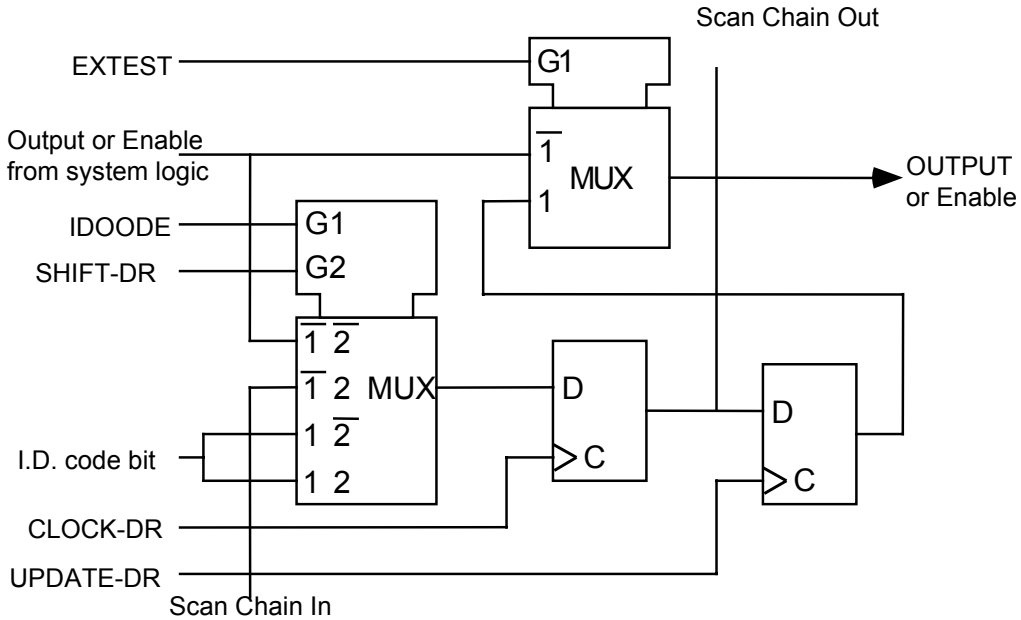 Scan Chain Out
EXTEST
G1
Output or Enable
from system logic
1
MUX
1
OUTPUT
or Enable
IDOODE
G1
SHIFT-DR
G2
1 2
1 2 MUX
1 2
1 2
I.D. code bit
D
C
D
C
CLOCK-DR
UPDATE-DR
Scan Chain In